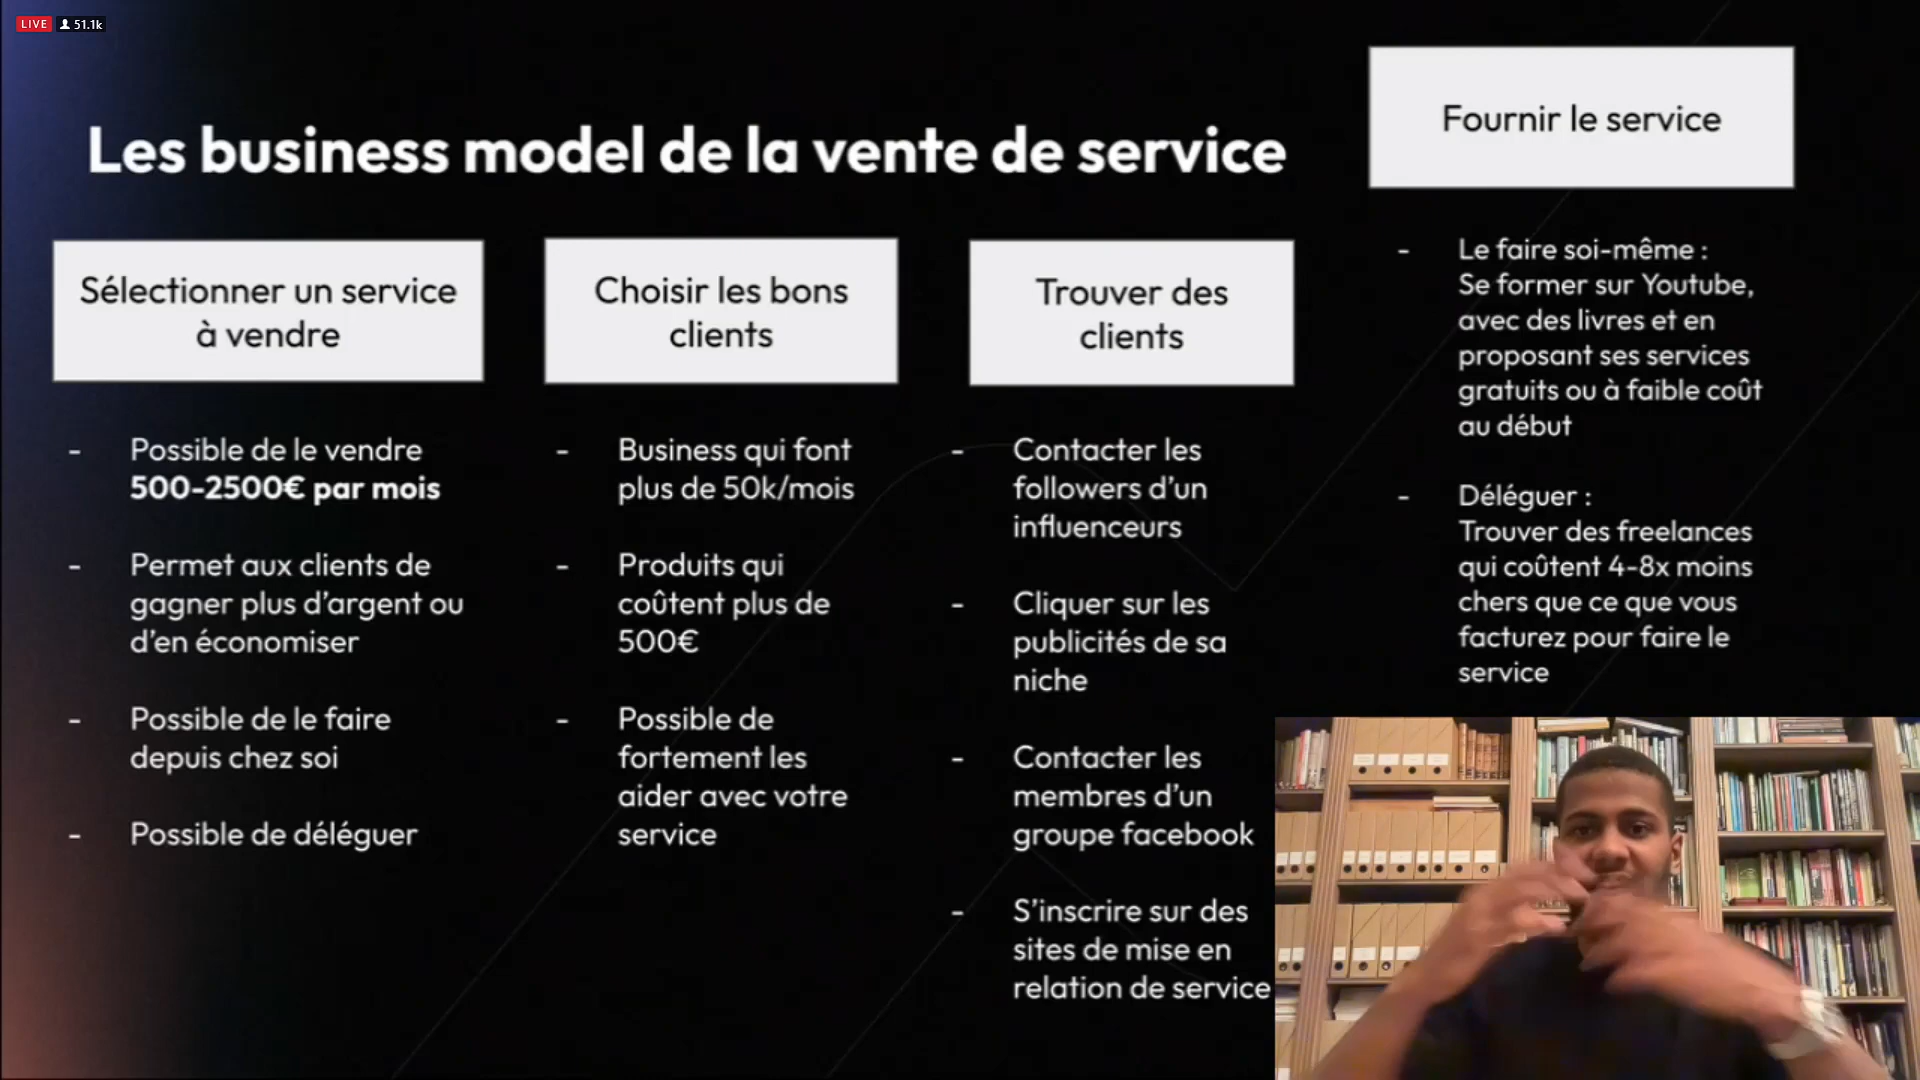 LIVE 51.1k
Les business model de la vente de service
Sélectionner un service
à vendre
- Possible de le vendre
500-2500€ par mois
- Permet aux clients de
gagner plus d'argent ou
d'en économiser
- Possible de le faire
depuis chez soi
- Possible de déléguer
Choisir les bons
clients
- Business qui font
plus de 50k/mois
- Produits qui
coûtent plus de
500€
- Possible de
fortement les
aider avec votre
service
Trouver des
clients
- Contacter les
followers d'un
influenceurs
- Cliquer sur les
publicités de sa
niche
- Contacter les
membres d'un
groupe facebook
- S'inscrire sur des
sites de mise en
relation de service
Fournir le service
- Le faire soi-même :
Se former sur Youtube,
avec des livres et en
proposant ses services
gratuits ou à faible coût
au début
- Déléguer :
Trouver des freelances
qui coûtent 4-8x moins
chers que ce que vous
facturez pour faire le
service